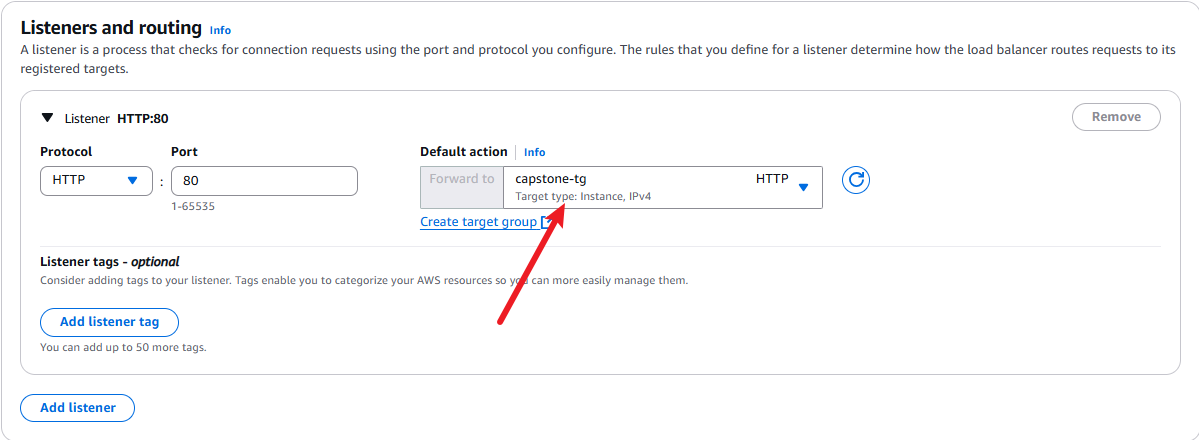 Listeners and routing Info
A listener is a process that checks for connection requests using the port and protocol you configure. The rules that you define for a listener determine how the load balancer routes requests to its
registered targets.
Listener HTTP:80
Remove
Protocol
Port
Default action
Info
HTTP
:
80
Forward to
capstone-tg
HTTP
Target type: Instance, IPv4
1-65535
Create target group
Listener tags - optional
Consider adding tags to your listener. Tags enable you to categorize your AWS resources so you can more easily manage them.
Add listener tag
You can add up to 50 more tags.
Add listener